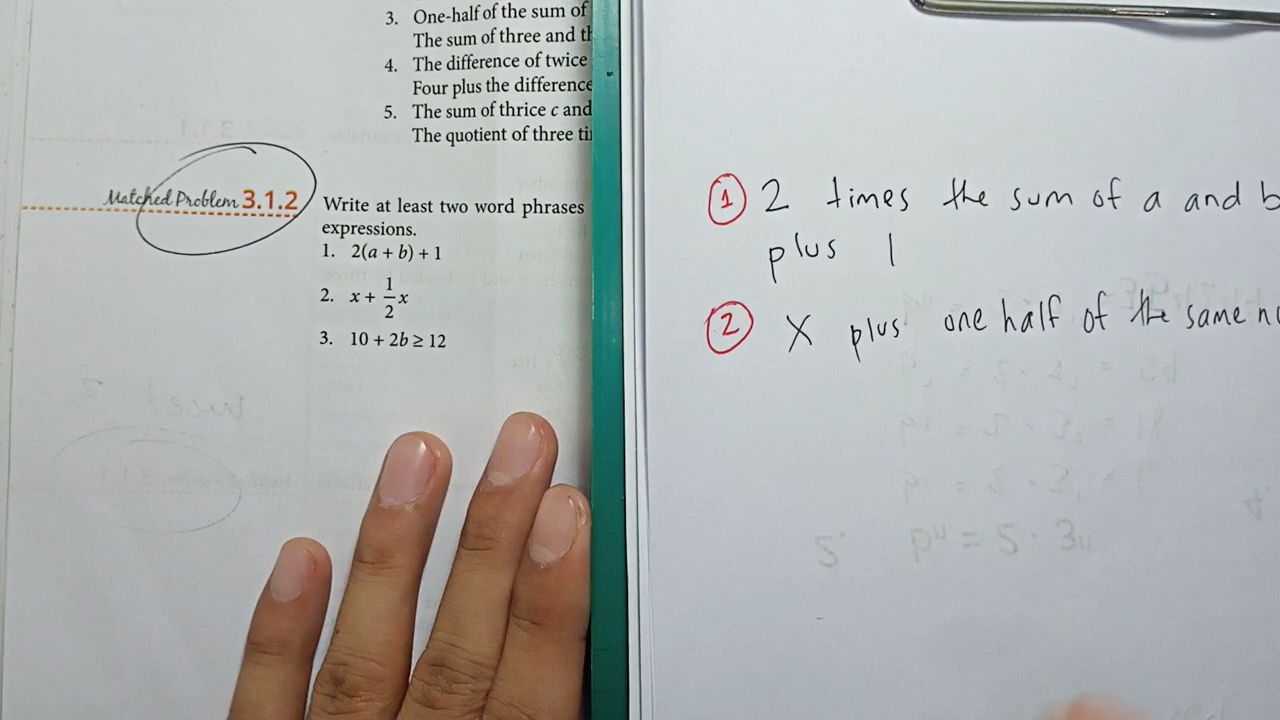 3. One-half of the sum of
The sum of three and
4. The difference of twice
Four plus the difference
5. The sum of thrice c and
The quotient of three
Matched Problem 3.1.2
Write at least two word phrases
expressions.
1. 2(a + b) + 1
2. x + 1/2 x
3. 10 + 2b ≥ 12
① 2 times the sum of a and b
plus 1
② X plus one half of the same